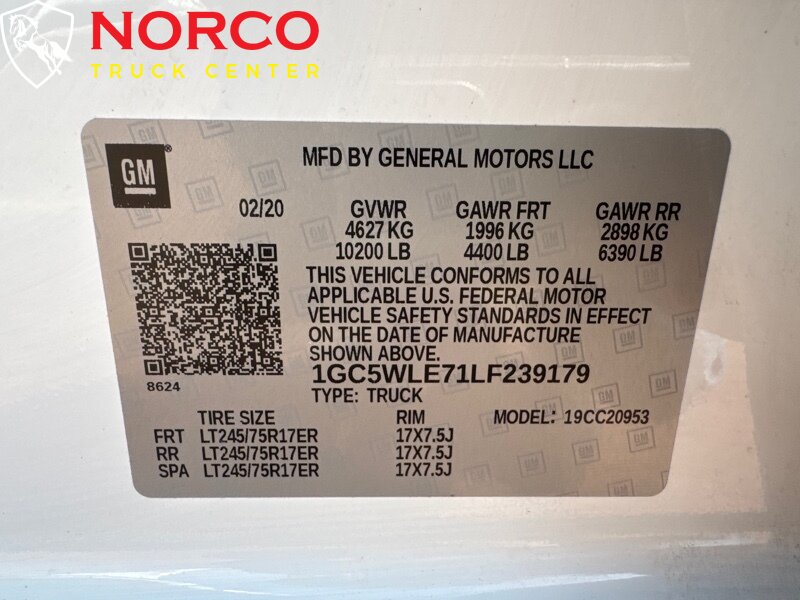 NORCO
TRUCK CENTER
GM
MFD BY GENERAL MOTORS LLC
02/20 GVWR GAWR FRT GAWR RR
4627 KG 1996 KG 2898 KG
10200 LB 4400 LB 6390 LB
THIS VEHICLE CONFORMS TO ALL
APPLICABLE U.S. FEDERAL MOTOR
VEHICLE SAFETY STANDARDS IN EFFECT
ON THE DATE OF MANUFACTURE
SHOWN ABOVE.
8624
1GC5WLE71LF239179
TYPE: TRUCK
TIRE SIZE RIM MODEL: 19CC20953
FRT LT245/75R17ER 17X7.5J
RR LT245/75R17ER 17X7.5J
SPA LT245/75R17ER 17X7.5J